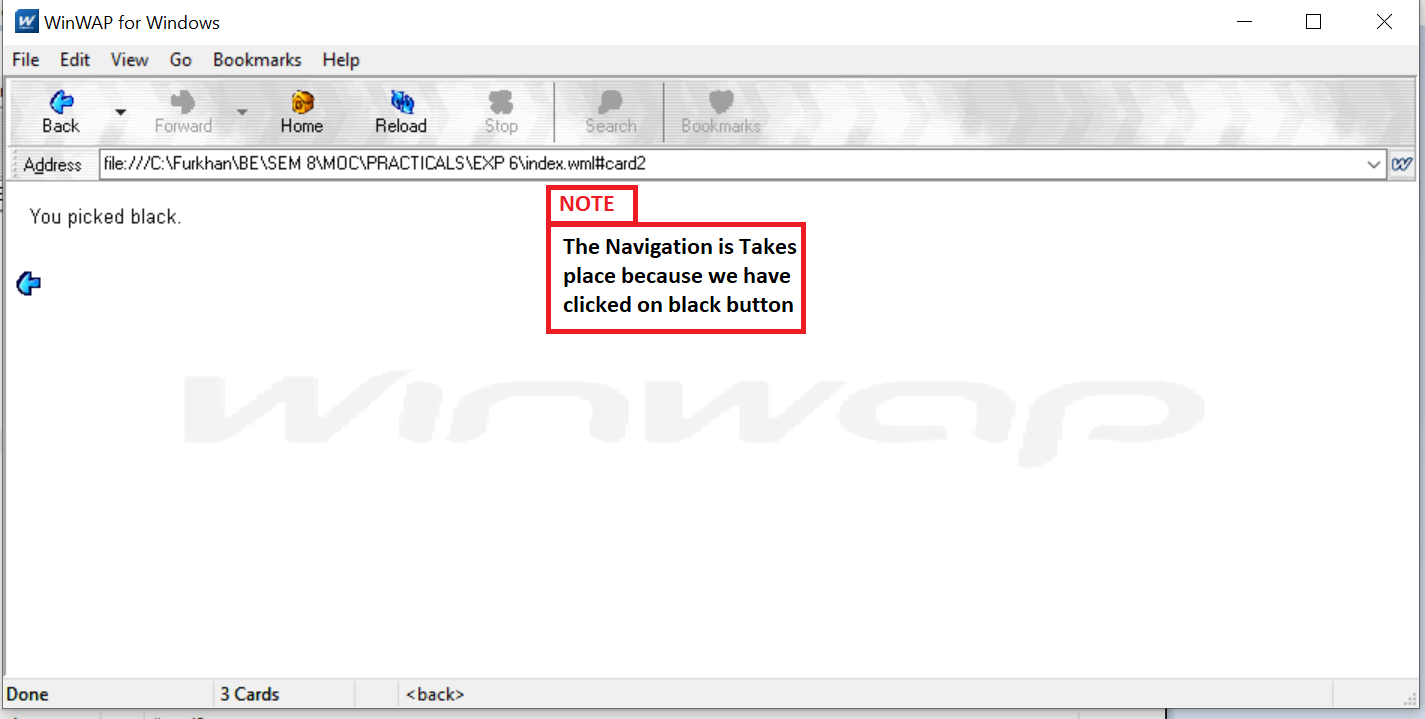 WinWAP for Windows
File Edit View Go Bookmarks Help
Back Forward Home Reload Stop Search Bookmarks
Address file:///C:\Furkhan\BE\SEM 8\MOC\PRACTICALS\EXP 6\index.wml#card2
NOTE
You picked black.
The Navigation is Takes
place because we have
clicked on black button
winwap
Done 3 Cards <back>